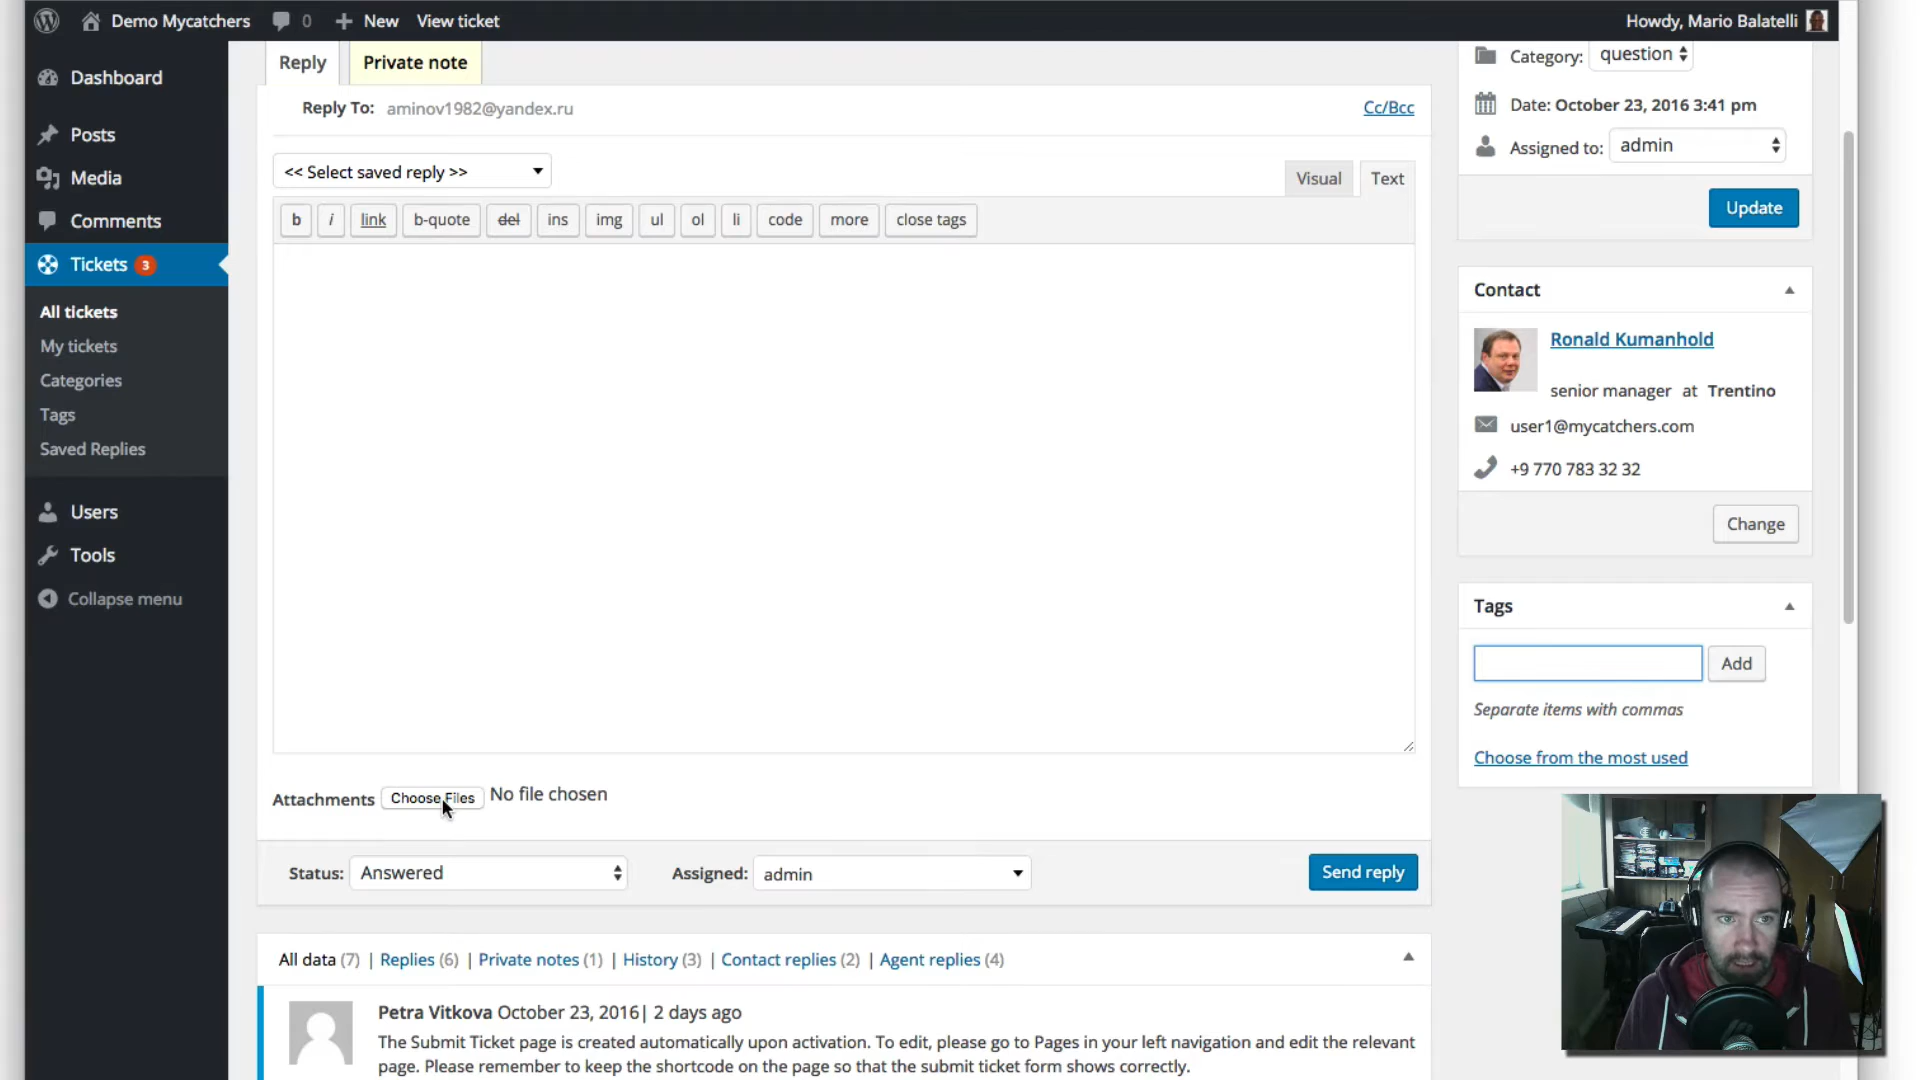 Demo Mycatchers 0 New View ticket Howdy, Mario Balatelli
Dashboard
Posts
Media
Comments
Tickets 3
All tickets
My tickets
Categories
Tags
Saved Replies
Users
Tools
Collapse menu
Reply Private note
Reply To: aminov1982@yandex.ru Cc/Bcc
<< Select saved reply >> Visual Text
b i link b-quote del ins img ul ol li code more close tags
Attachments Choose Files No file chosen
Status: Answered Assigned: admin Send reply
All data (7) | Replies (6) | Private notes (1) | History (3) | Contact replies (2) | Agent replies (4)
Petra Vitkova October 23, 2016| 2 days ago
The Submit Ticket page is created automatically upon activation. To edit, please go to Pages in your left navigation and edit the relevant
page. Please remember to keep the shortcode on the page so that the submit ticket form shows correctly.
Category: question
Date: October 23, 2016 3:41 pm
Assigned to: admin
Update
Contact
Ronald Kumanhold
senior manager at Trentino
user1@mycatchers.com
+9 770 783 32 32
Change
Tags
Add
Separate items with commas
Choose from the most used